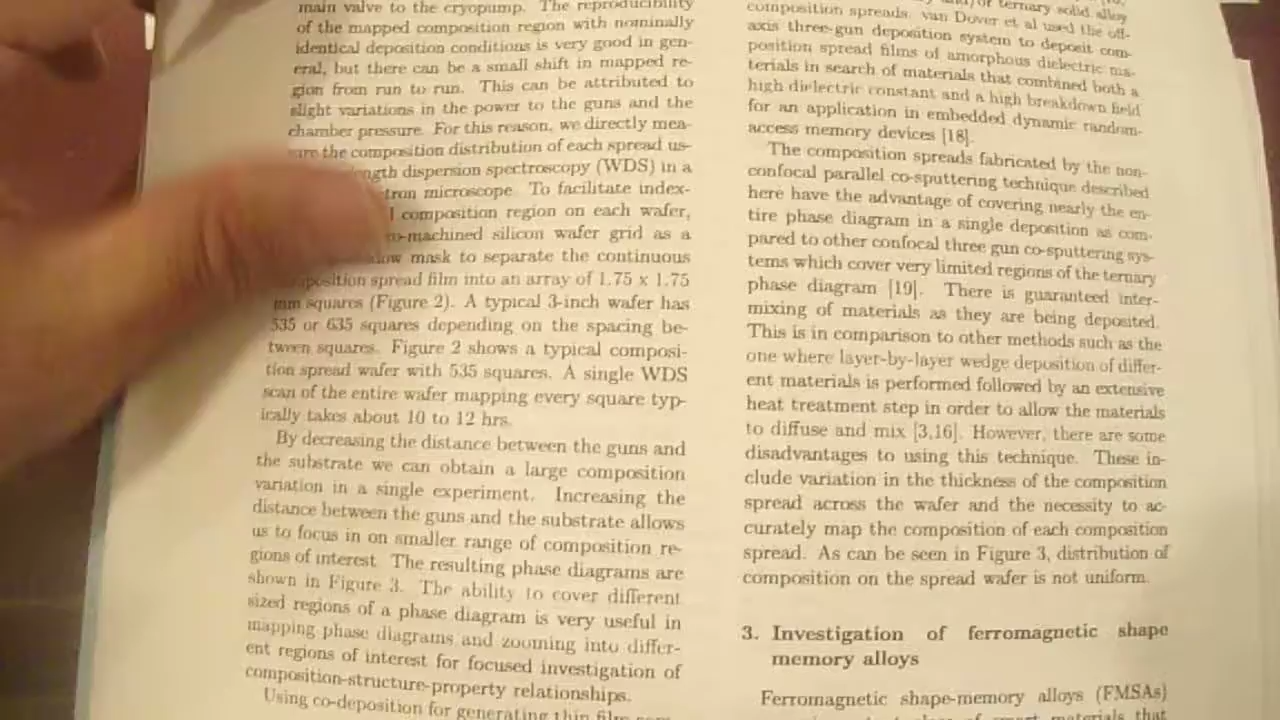 main valve to the cryopump. The reproducibility
of the mapped composition region with nominally
identical deposition conditions is very good in gen-
eral, but there can be a small shift in mapped re-
gion from run to run. This can be attributed to
slight variations in the power to the guns and the
chamber pressure. For this reason, we directly mea-
sure the composition distribution of each spread us-
length dispersion spectroscopy (WDS) in a
microscope. To facilitate index-
composition region on each wafer,
silicon wafer grid as a
mask to separate the continuous
spread film into an array of 1.75 x 1.75
mm squares (Figure 2). A typical 3-inch wafer has
535 or 635 squares depending on the spacing be-
tween squares. Figure 2 shows a typical composi-
tion spread wafer with 535 squares. A single WDS
scan of the entire wafer mapping every square typ-
ically takes about 10 to 12 hrs.
By decreasing the distance between the guns and
the substrate we can obtain a large composition
variation in a single experiment. Increasing the
distance between the guns and the substrate allows
us to focus in on smaller range of composition re-
gions of interest. The resulting phase diagrams are
shown in Figure 3. The ability to cover different
sized regions of a phase diagram is very useful in
mapping phase diagrams and zooming into differ-
ent regions of interest for focused investigation of
composition-structure-property relationships.
Using co-deposition for generating thin film
or ternary solid alloy
composition spreads. van Dover et al used the off-
axis three-gun deposition system to deposit com-
position spread films of amorphous dielectric ma-
terials in search of materials that combined both a
high dielectric constant and a high breakdown field
for an application in embedded dynamic random-
access memory devices [18].
The composition spreads fabricated by the non-
confocal parallel co-sputtering technique described
here have the advantage of covering nearly the en-
tire phase diagram in a single deposition as com-
pared to other confocal three gun co-sputtering sys-
tems which cover very limited regions of the ternary
phase diagram [19]. There is guaranteed inter-
mixing of materials as they are being deposited.
This is in comparison to other methods such as the
one where layer-by-layer wedge deposition of differ-
ent materials is performed followed by an extensive
heat treatment step in order to allow the materials
to diffuse and mix [3,16]. However, there are some
disadvantages to using this technique. These in-
clude variation in the thickness of the composition
spread across the wafer and the necessity to ac-
curately map the composition of each composition
spread. As can be seen in Figure 3, distribution of
composition on the spread wafer is not uniform.
3. Investigation of ferromagnetic shape
memory alloys
Ferromagnetic shape-memory alloys (FMSAs)
materials that